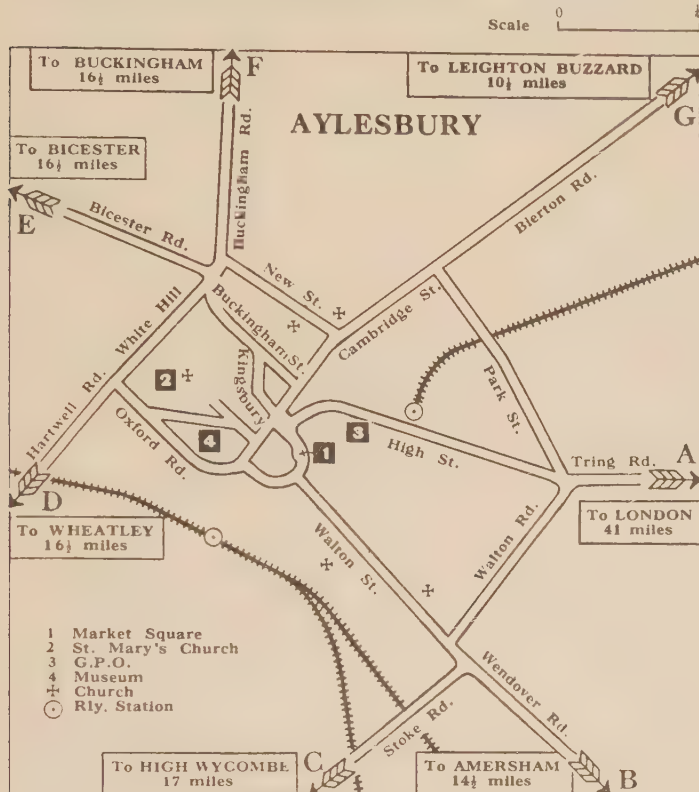 Scale 0
To BUCKINGHAM
16½ miles
F
To LEIGHTON BUZZARD
10½ miles
G
AYLESBURY
To BICESTER
16½ miles
E
Buckingham Rd.
Bierton Rd.
Bicester Rd.
New St.
Buckingham St.
Cambridge St.
White Hill
Kingsbury
Park St.
2
Hartwell Rd.
Oxford Rd.
4
3
1
High St.
Tring Rd.
A
D
To WHEATLEY
16½ miles
To LONDON
41 miles
Walton St.
Walton Rd.
1 Market Square
2 St. Mary's Church
3 G.P.O.
4 Museum
Church
Rly. Station
Wendover Rd.
Stoke Rd.
To HIGH WYCOMBE
17 miles
C
To AMERSHAM
14½ miles
B